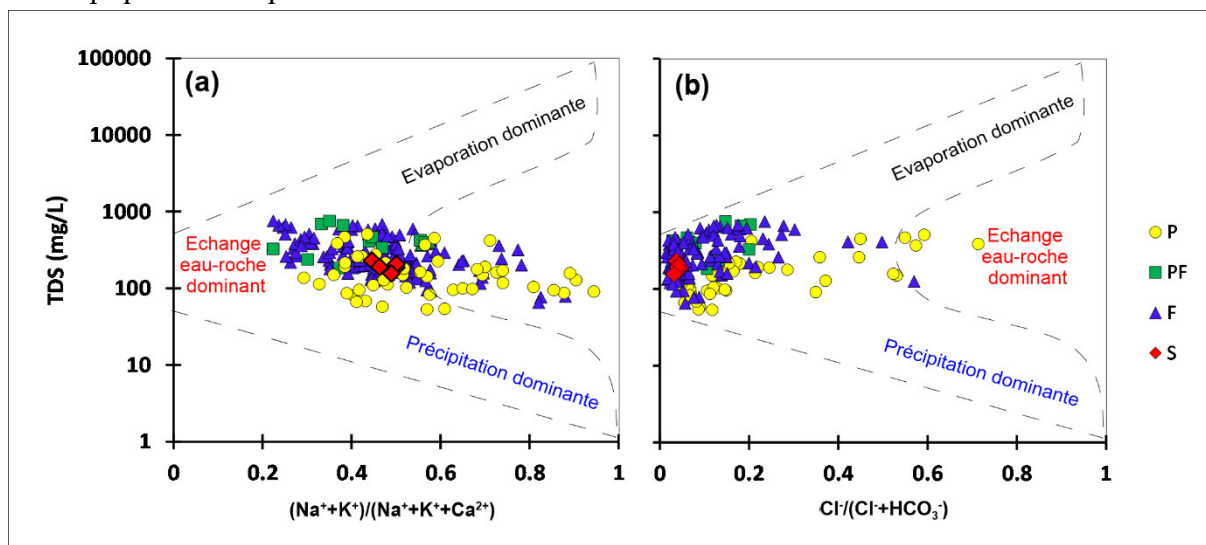 100000
10000
1000
100
10
1
TDS (mg/L)
(a)
Evaporation dominante
Echange
eau-roche
dominant
Précipitation dominante
0
0.2
0.4
0.6
0.8
1
(Na⁺+K⁺)/(Na⁺+K⁺+Ca²⁺)
(b)
Evaporation dominante
Echange
eau-roche
dominant
Précipitation dominante
0
0.2
0.4
0.6
0.8
1
Cl⁻/(Cl⁻+HCO₃⁻)
P
PF
F
S